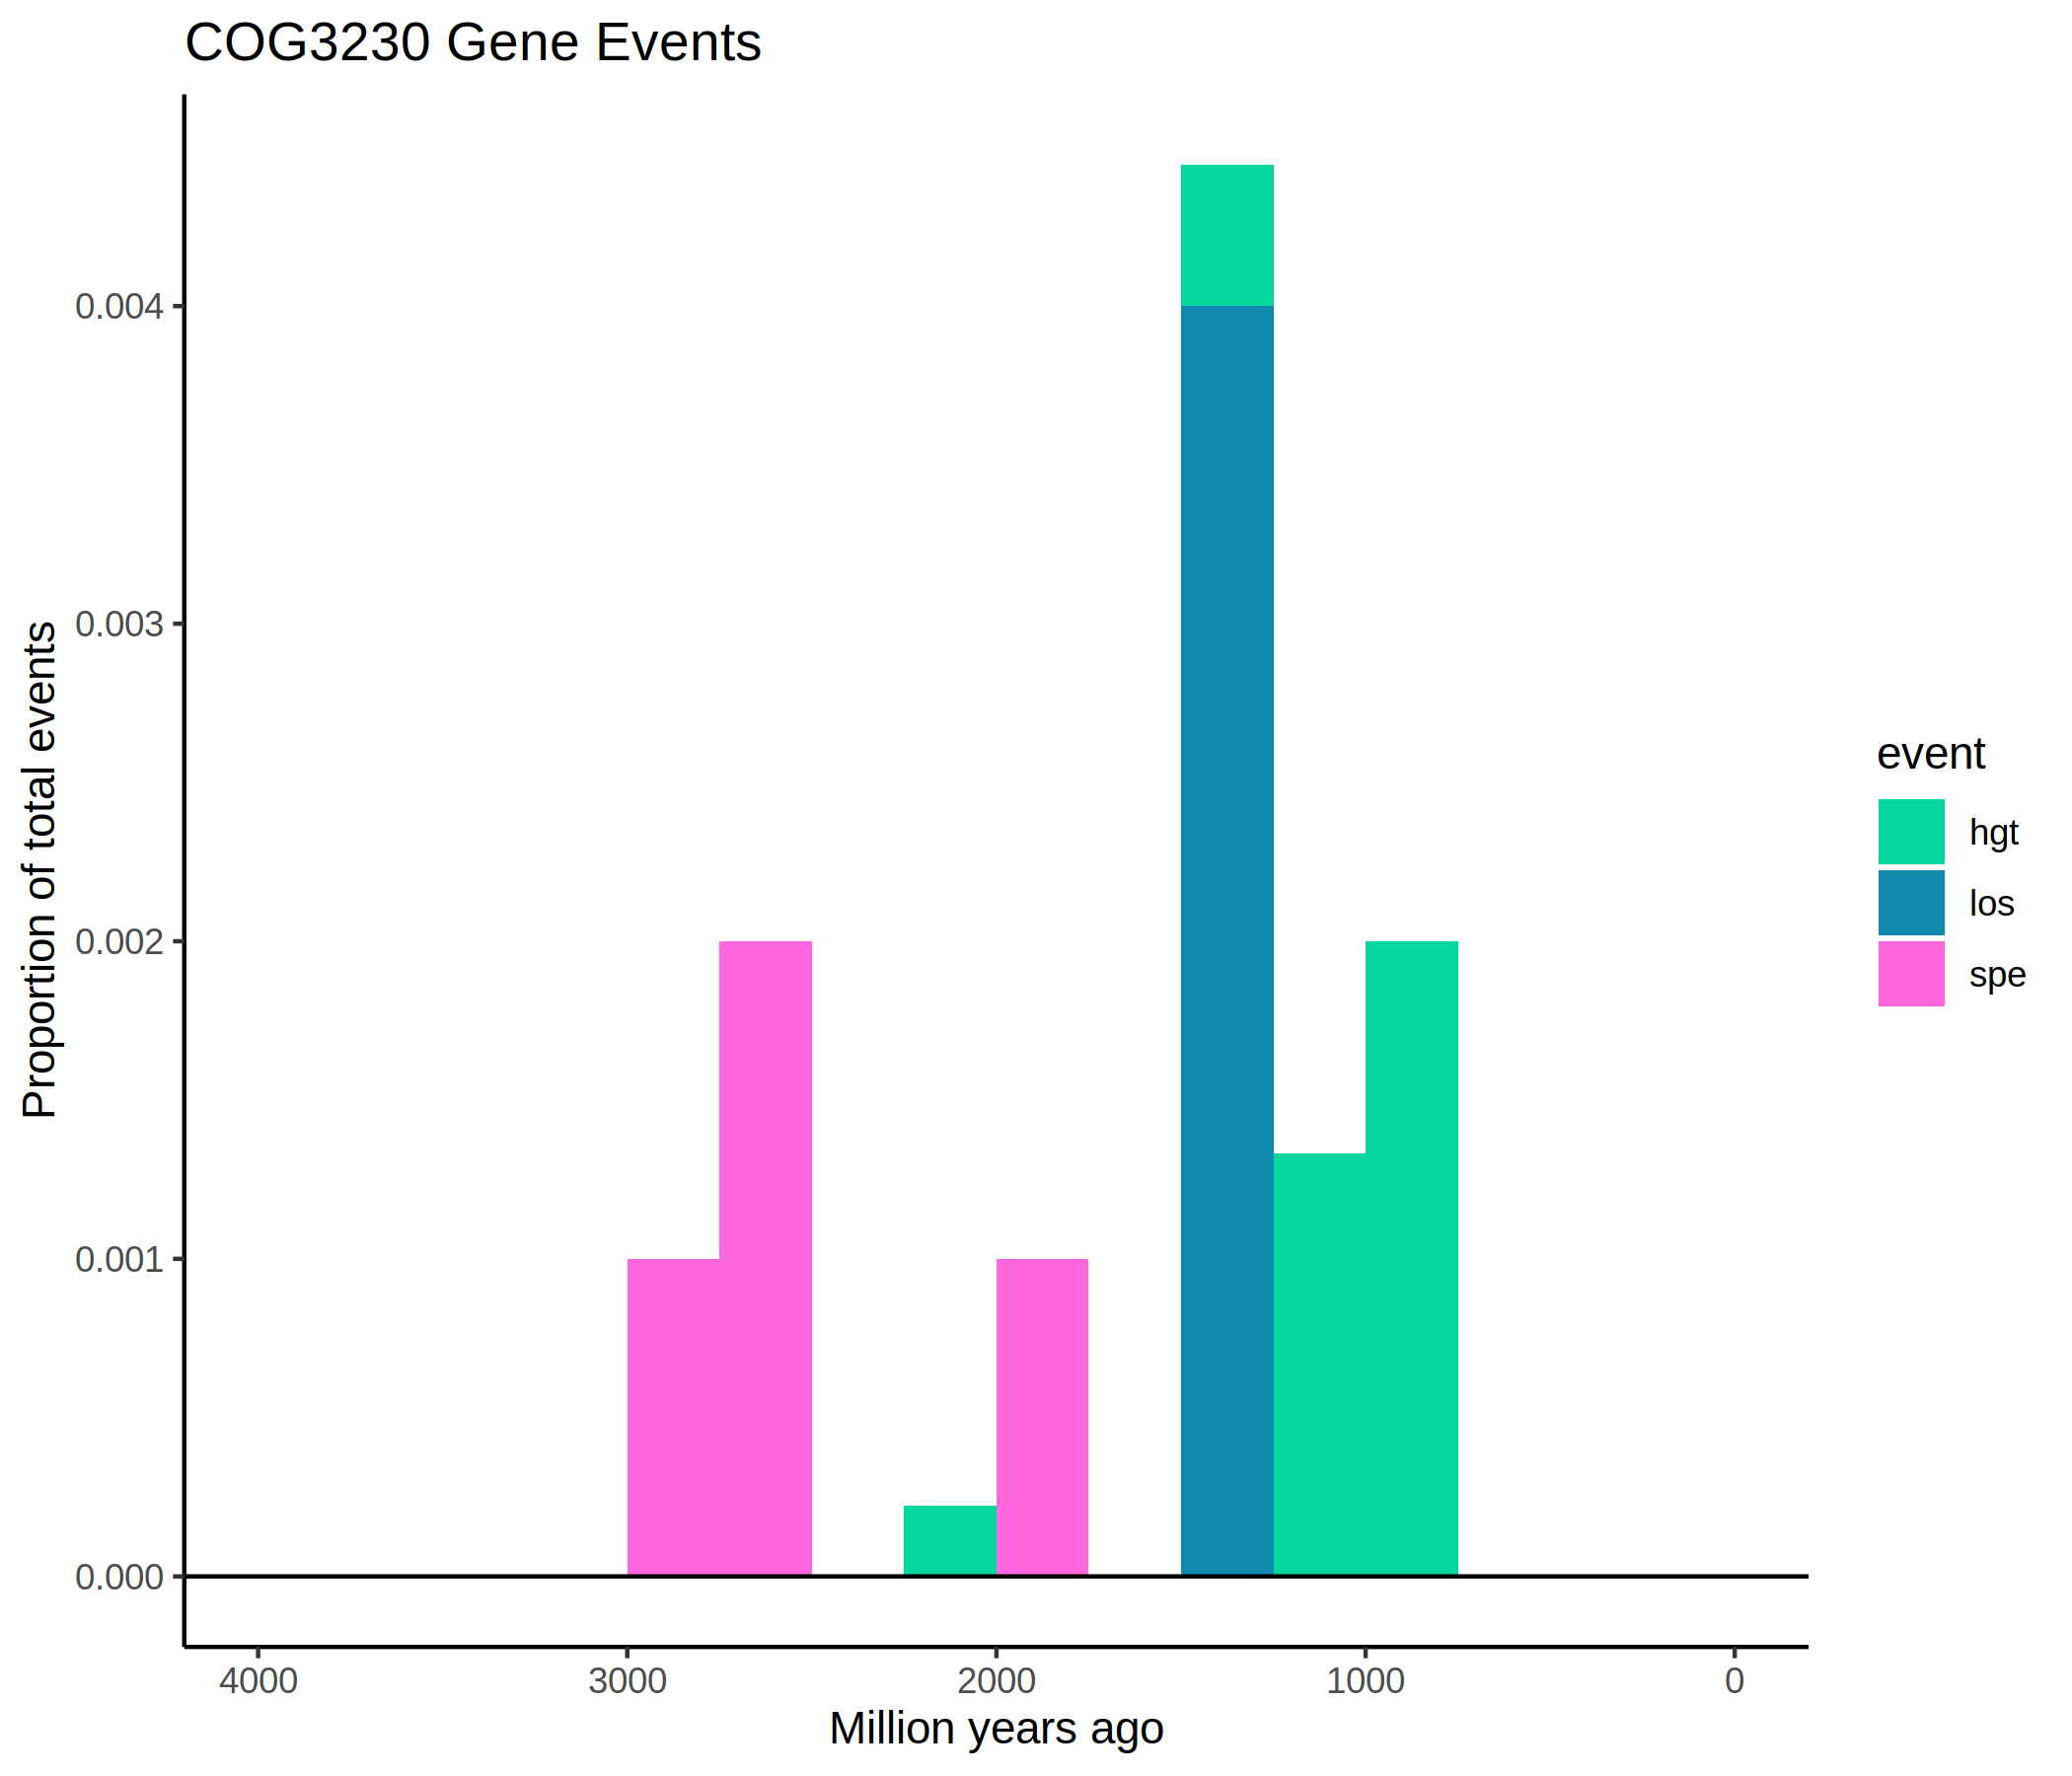 COG3230 Gene Events
Proportion of total events
0.004
0.003
0.002
0.001
0.000
4000 3000 2000 1000 0
Million years ago
event
hgt
los
spe